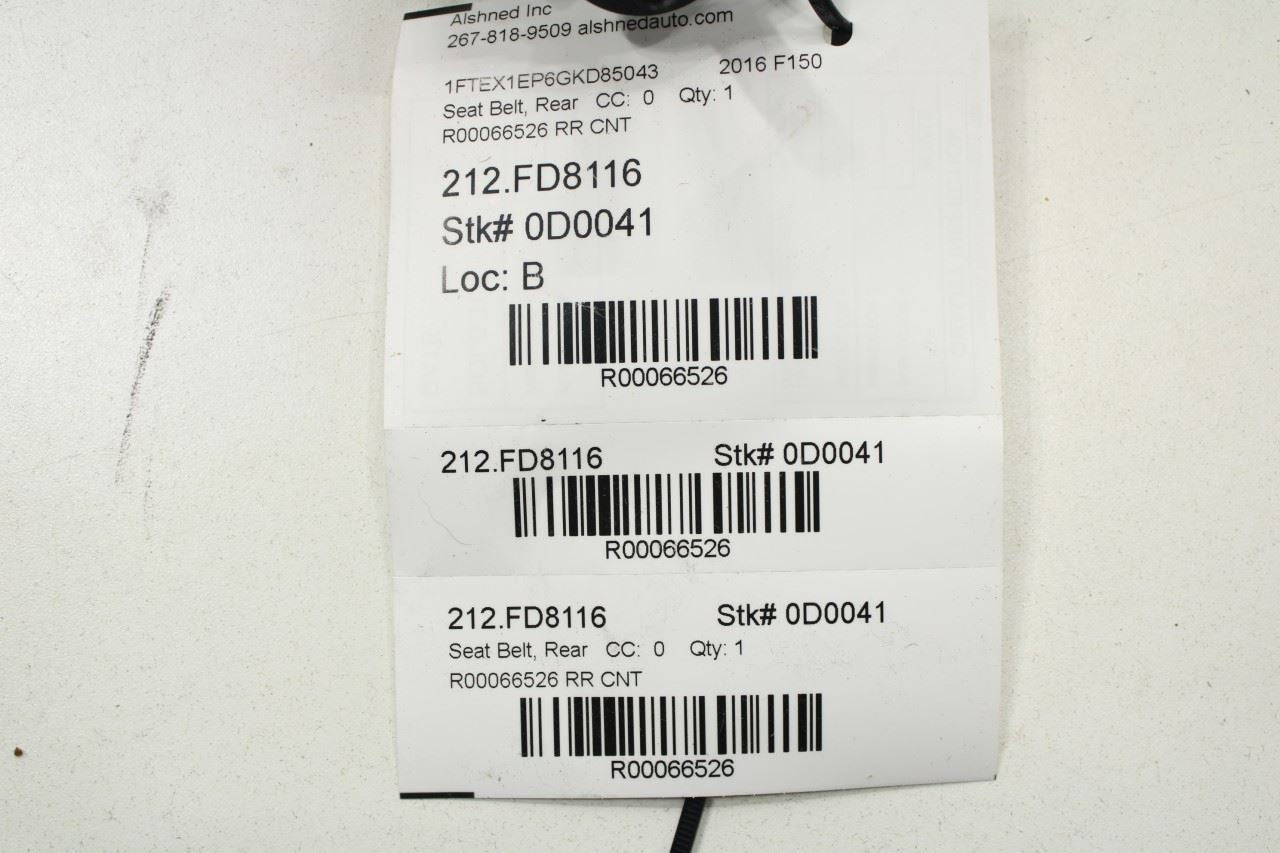 Alshned Inc
267-818-9509 alshnedauto.com
1FTEX1EP6GKD85043 2016 F150
Seat Belt, Rear CC: 0 Qty: 1
R00066526 RR CNT
212.FD8116
Stk# 0D0041
Loc: B
R00066526
212.FD8116 Stk# 0D0041
R00066526
212.FD8116 Stk# 0D0041
Seat Belt, Rear CC: 0 Qty: 1
R00066526 RR CNT
R00066526